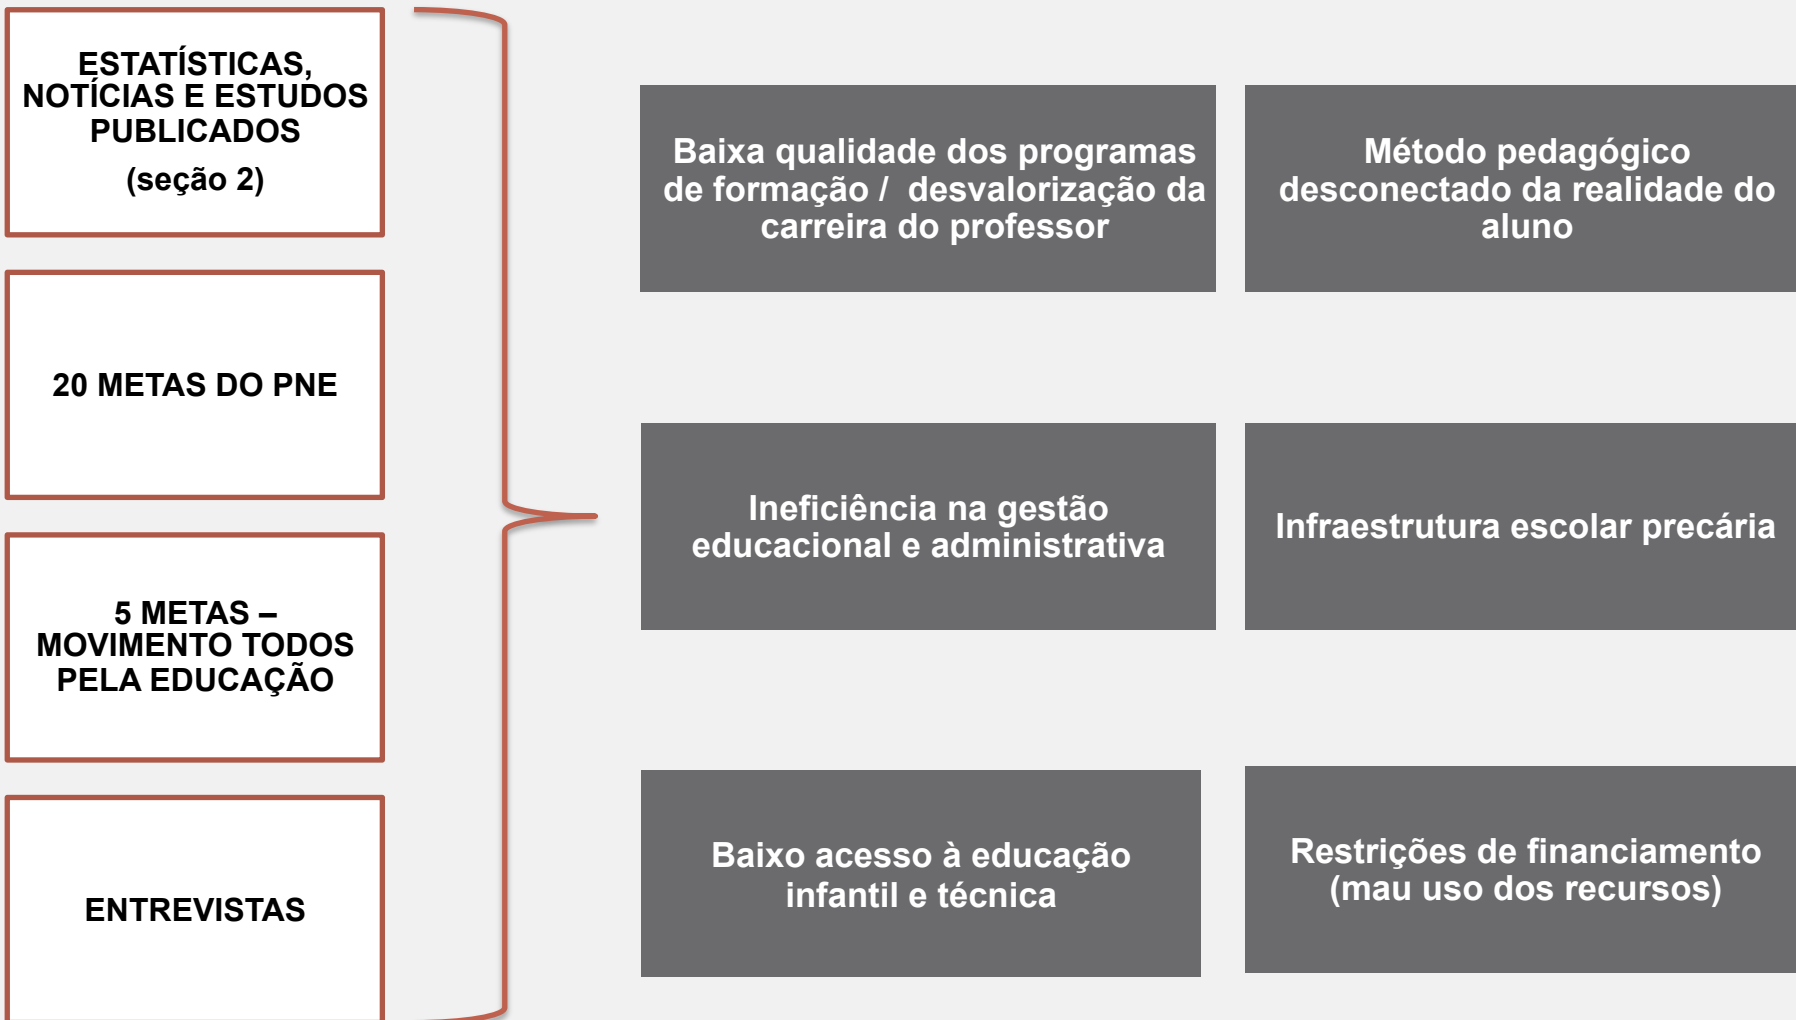 ESTATÍSTICAS,
NOTÍCIAS E ESTUDOS
PUBLICADOS
(seção 2)
20 METAS DO PNE
5 METAS –
MOVIMENTO TODOS
PELA EDUCAÇÃO
ENTREVISTAS
Baixa qualidade dos programas
de formação / desvalorização da
carreira do professor
Método pedagógico
desconectado da realidade do
aluno
Ineficiência na gestão
educacional e administrativa
Infraestrutura escolar precária
Baixo acesso à educação
infantil e técnica
Restrições de financiamento
(mau uso dos recursos)